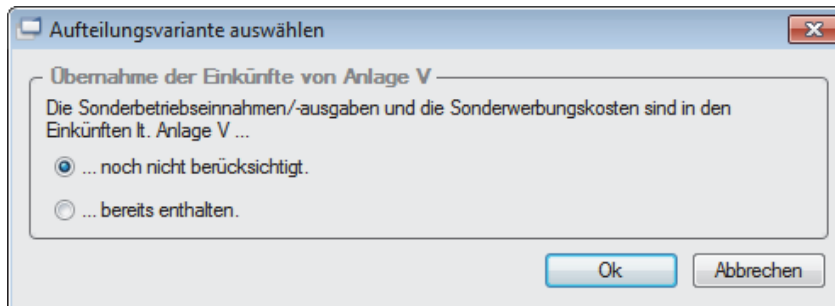 Aufteilungsvariante auswählen
Übernahme der Einkünfte von Anlage V
Die Sonderbetriebseinnahmen/-ausgaben und die Sonderwerbungskosten sind in den
Einkünften lt. Anlage V ...
... noch nicht berücksichtigt.
... bereits enthalten.
Ok
Abbrechen